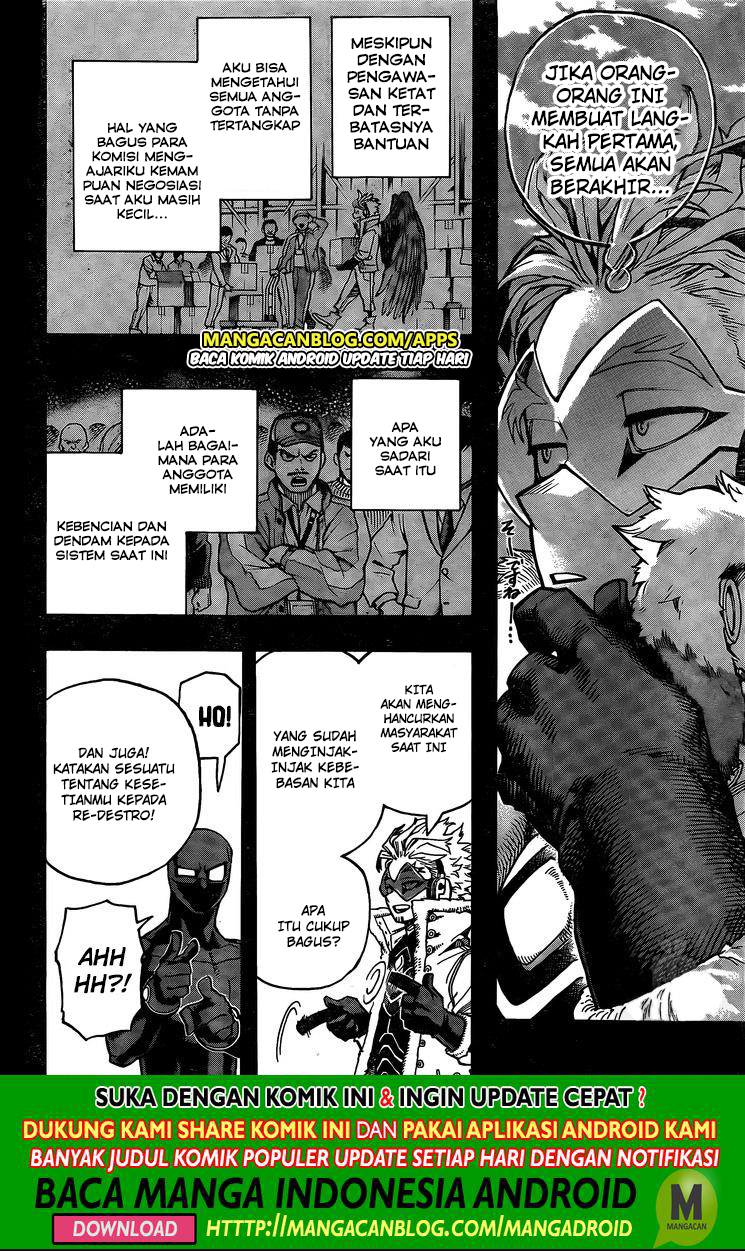 JIKA ORANG-
ORANG INI
MEMBUAT LANG-
KAH PERTAMA,
SEMUA AKAN
BERAKHIR...
そーですねー…
MESKIPUN
DENGAN
PENGAWA-
SAN KETAT
DAN TER-
BATASNYA
BANTUAN
AKU BISA
MENGETAHUI
SEMUA ANG-
GOTA TANPA
TERTANGKAP
HAL YANG
BAGUS PARA
KOMISI MENG-
AJARIKU KEMAM
PUAN NEGOSIASI
SAAT AKU MASIH
KECIL...
MANGACANBLOG.COM/APPS
BACA KOMIK ANDROID UPDATE TIAP HARI
APA
YANG AKU
SADARI
SAAT ITU
ADA-
LAH BAGAI-
MANA PARA
ANGGOTA
MEMILIKI
KEBENCIAN DAN
DENDAM KEPADA
SISTEM SAAT INI
KITA
AKAN MENG-
HANCURKAN
MASYARAKAT
SAAT INI
YANG SUDAH
MENGINJAK-
INJAK KEBE-
BASAN KITA
APA
ITU CUKUP
BAGUS?
HO!
DAN JUGA!
KATAKAN SESUATU
TENTANG KESE-
TIANMU KEPADA
RE-DESTRO!
AHH
HH?!
SUKA DENGAN KOMIK INI & INGIN UPDATE CEPAT ?
DUKUNG KAMI SHARE KOMIK INI DAN PAKAI APLIKASI ANDROID KAMI
BANYAK JUDUL KOMIK POPULER UPDATE SETIAP HARI DENGAN NOTIFIKASI
BACA MANGA INDONESIA ANDROID
DOWNLOAD HTTTP://MANGACANBLOG.COM/MANGADROID
M
MANGACAN